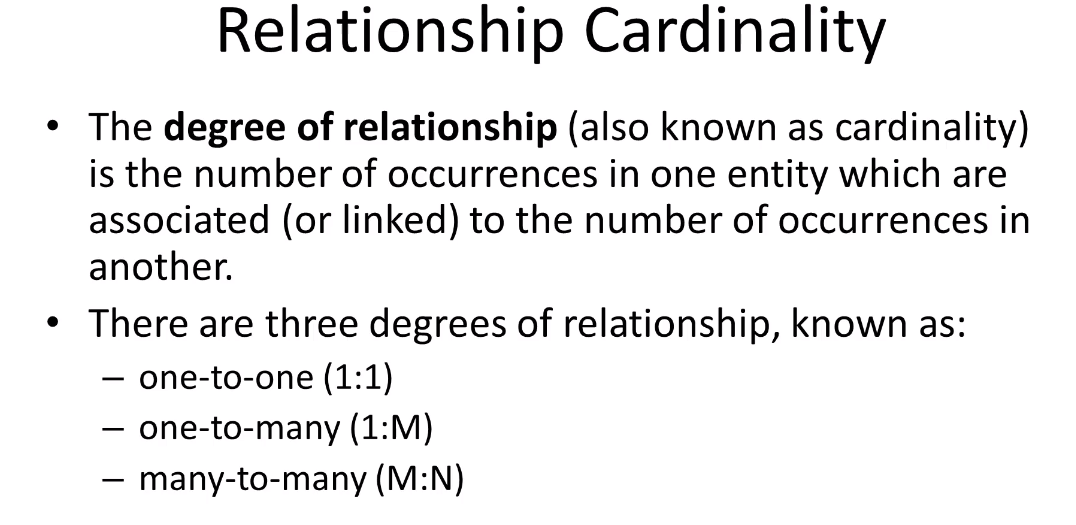 Relationship Cardinality
• The degree of relationship (also known as cardinality)
is the number of occurrences in one entity which are
associated (or linked) to the number of occurrences in
another.
• There are three degrees of relationship, known as:
– one-to-one (1:1)
– one-to-many (1:M)
– many-to-many (M:N)